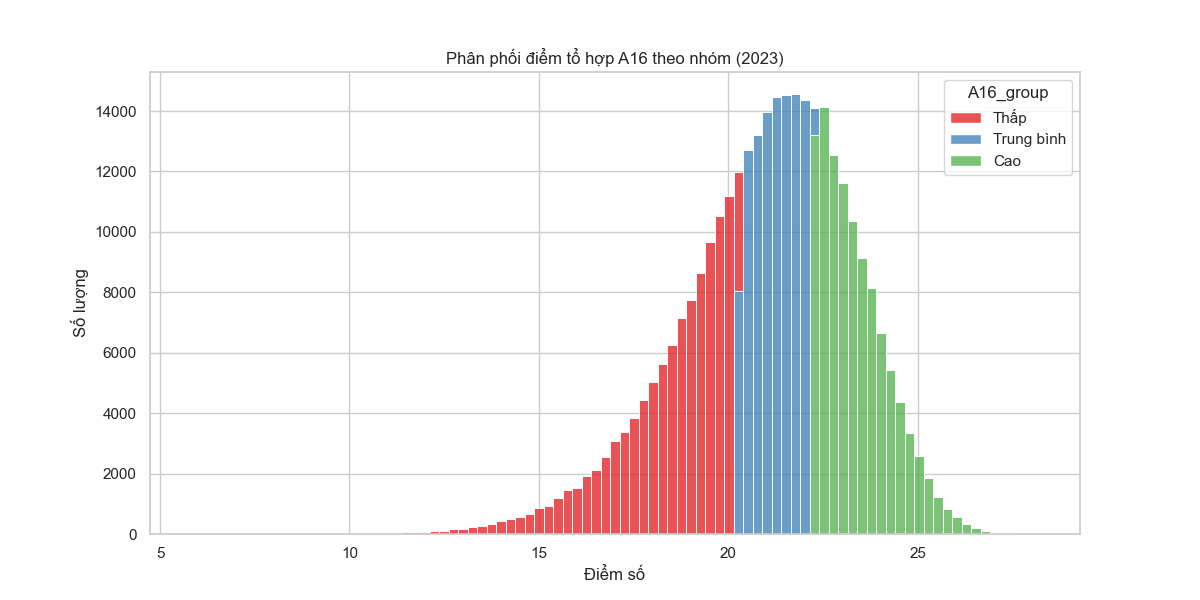 Phân phối điểm tổ hợp A16 theo nhóm (2023)
A16_group
Thấp
Trung bình
Cao
Số lượng
14000
12000
10000
8000
6000
4000
2000
0
5
10
15
20
25
Điểm số